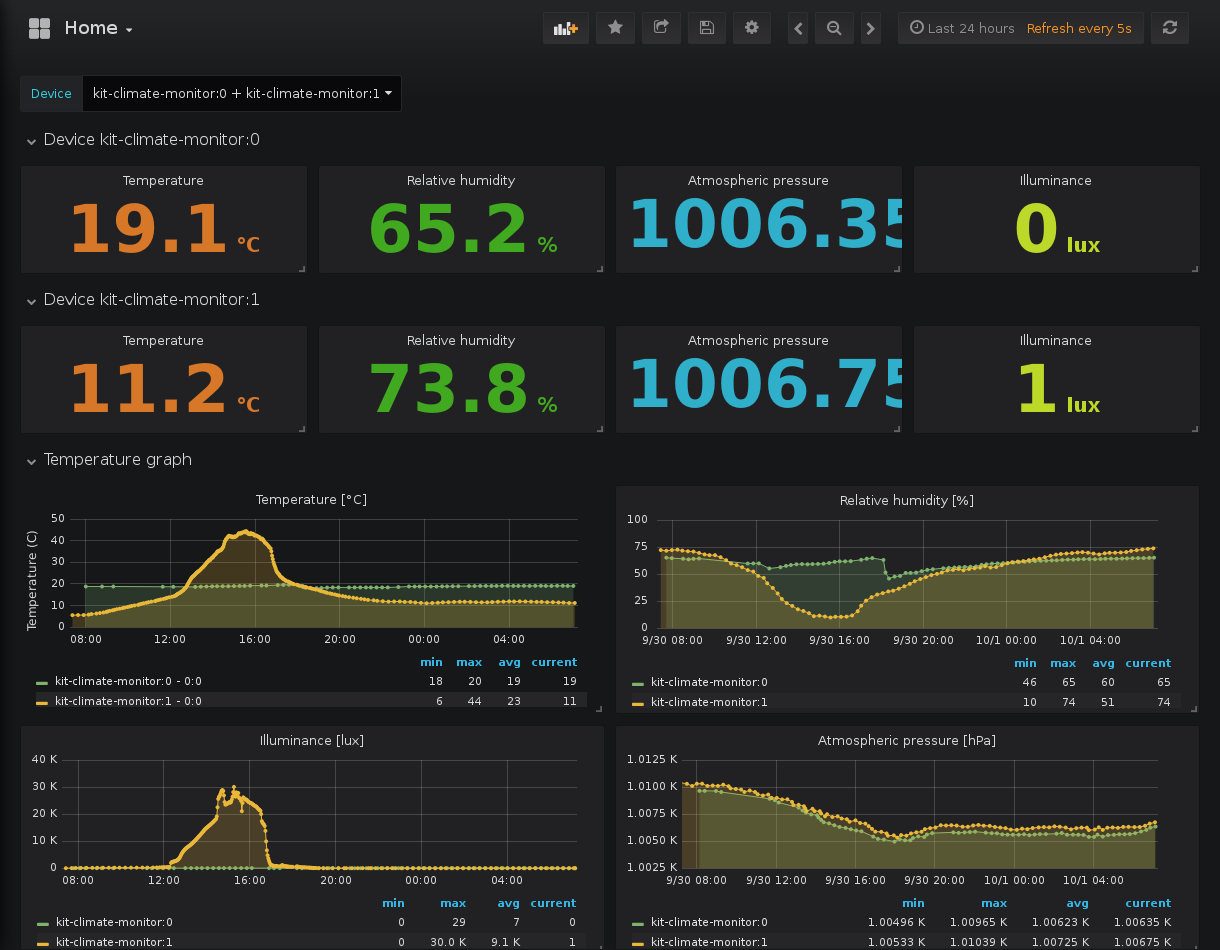 Home
Last 24 hours Refresh every 5s
Device kit-climate-monitor:0 + kit-climate-monitor:1
Device kit-climate-monitor:0
Temperature Relative humidity Atmospheric pressure Illuminance
19.1 °C 65.2 % 1006.35 0 lux
Device kit-climate-monitor:1
Temperature Relative humidity Atmospheric pressure Illuminance
11.2 °C 73.8 % 1006.75 1 lux
Temperature graph
Temperature [°C]
Temperature (C)
50
40
30
20
10
0
08:00 12:00 16:00 20:00 00:00 04:00
min max avg current
kit-climate-monitor:0 - 0:0 18 20 19 19
kit-climate-monitor:1 - 0:0 6 44 23 11
Relative humidity [%]
100
75
50
25
0
9/30 08:00 9/30 12:00 9/30 16:00 9/30 20:00 10/1 00:00 10/1 04:00
min max avg current
kit-climate-monitor:0 46 65 60 65
kit-climate-monitor:1 10 74 51 74
Illuminance [lux]
40 K
30 K
20 K
10 K
0
08:00 12:00 16:00 20:00 00:00 04:00
min max avg current
kit-climate-monitor:0 0 29 7 0
kit-climate-monitor:1 0 30.0 K 9.1 K 1
Atmospheric pressure [hPa]
1.0125 K
1.0100 K
1.0075 K
1.0050 K
1.0025 K
9/30 08:00 9/30 12:00 9/30 16:00 9/30 20:00 10/1 00:00 10/1 04:00
min max avg current
kit-climate-monitor:0 1.00496 K 1.00965 K 1.00623 K 1.00635 K
kit-climate-monitor:1 1.00533 K 1.01039 K 1.00725 K 1.00675 K